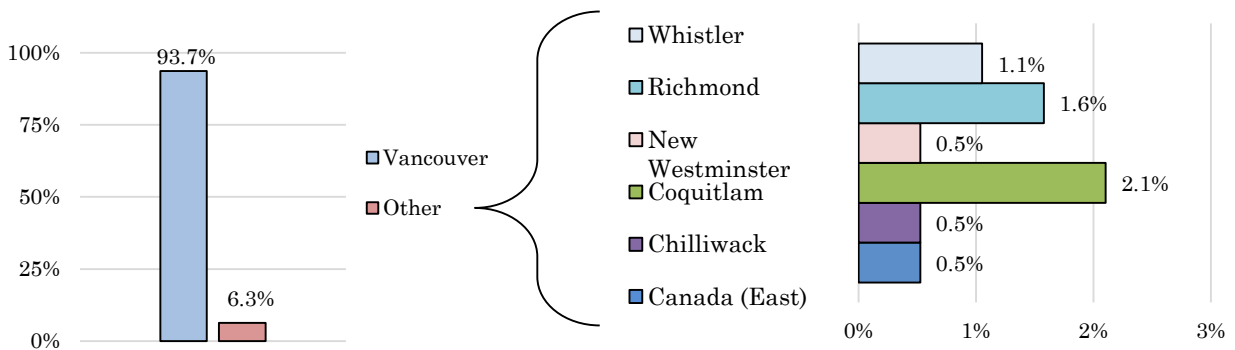 100%
75%
50%
25%
0%
93.7%
6.3%
Vancouver
Other
Whistler
Richmond
New
Westminster
Coquitlam
Chilliwack
Canada (East)
1.1%
1.6%
0.5%
2.1%
0.5%
0.5%
0%
1%
2%
3%